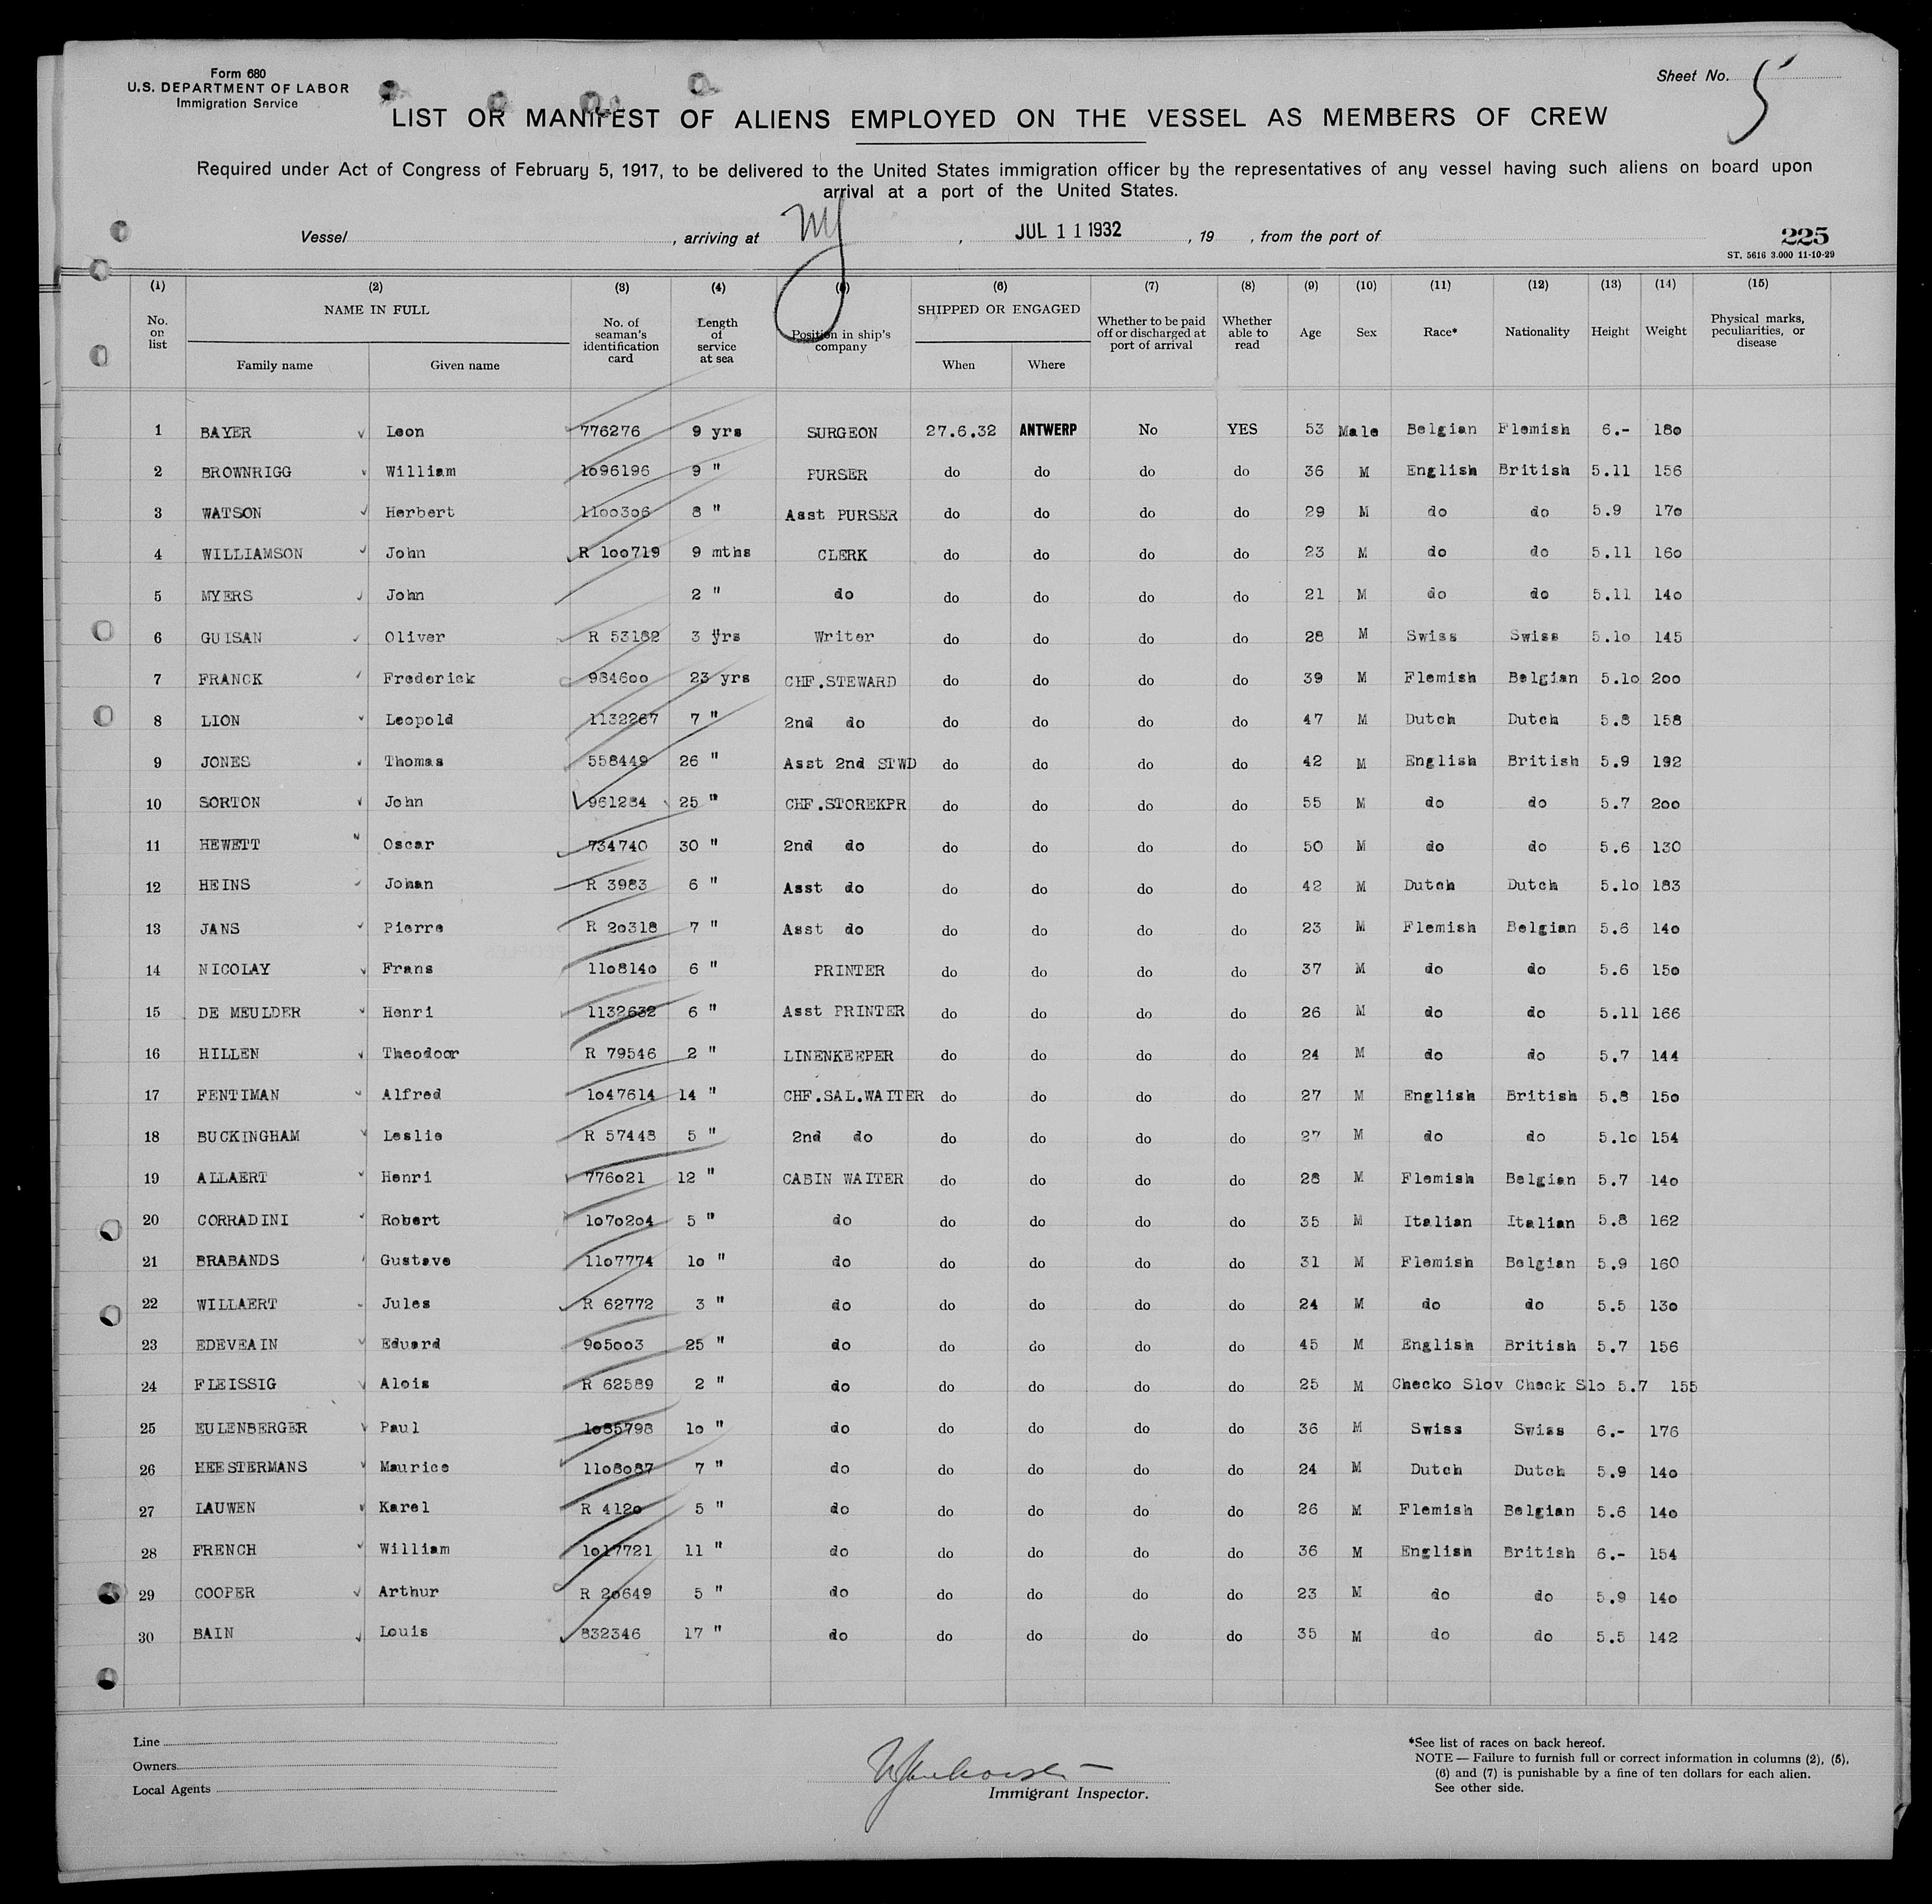 Form 680
U.S. DEPARTMENT OF LABOR
Immigration Service
Sheet No. 5
LIST OR MANIFEST OF ALIENS EMPLOYED ON THE VESSEL AS MEMBERS OF CREW
Required under Act of Congress of February 5, 1917, to be delivered to the United States immigration officer by the representatives of any vessel having such aliens on board upon
arrival at a port of the United States.
Vessel , arriving at NY , JUL 11 1932 , 19 , from the port of
225
ST. 5616 3.000 11-10-29
(1) (2) (3) (4) (5) (6) (7) (8) (9) (10) (11) (12) (13) (14) (15)
No. on list NAME IN FULL Family name Given name No. of seaman's identification card Length of service at sea Position in ship's company SHIPPED OR ENGAGED When Where Whether to be paid off or discharged at port of arrival Whether able to read Age Sex Race* Nationality Height Weight Physical marks, peculiarities, or disease
1 BAYER Leon 776276 9 yrs SURGEON 27.6.32 ANTWERP No YES 53 Male Belgian Flemish 6.- 180
2 BROWNRIGG William 1096196 9 " PURSER do do do do 36 M English British 5.11 156
3 WATSON Herbert 1100306 8 " Asst PURSER do do do do 29 M do do 5.9 170
4 WILLIAMSON John R 100719 9 mths CLERK do do do do 23 M do do 5.11 160
5 MYERS John 2 " do do do do do 21 M do do 5.11 140
6 GUISAN Oliver R 53182 3 yrs Writer do do do do 28 M Swiss Swiss 5.10 145
7 FRANCK Frederick 984600 23 yrs CHF.STEWARD do do do do 39 M Flemish Belgian 5.10 200
8 LION Leopold 1132267 7 " 2nd do do do do do 47 M Dutch Dutch 5.8 158
9 JONES Thomas 558449 26 " Asst 2nd STWD do do do do 42 M English British 5.9 192
10 SORTON John 961284 25 " CHF.STOREKPR do do do do 55 M do do 5.7 200
11 HEWETT Oscar 734740 30 " 2nd do do do do do 50 M do do 5.6 130
12 HEINS Johan R 3983 6 " Asst do do do do do 42 M Dutch Dutch 5.10 183
13 JANS Pierre R 20318 7 " Asst do do do do do 23 M Flemish Belgian 5.6 140
14 NICOLAY Frans 1108140 6 " PRINTER do do do do 37 M do do 5.6 150
15 DE MEULDER Henri 1132632 6 " Asst PRINTER do do do do 26 M do do 5.11 166
16 HILLEN Theodoor R 79546 2 " LINENKEEPER do do do do 24 M do do 5.7 144
17 FENTIMAN Alfred 1047614 14 " CHF.SAL.WAITER do do do do 27 M English British 5.8 150
18 BUCKINGHAM Leslie R 57448 5 " 2nd do do do do do 27 M do do 5.10 154
19 ALLAERT Henri 776021 12 " CABIN WAITER do do do do 28 M Flemish Belgian 5.7 140
20 CORRADINI Robert 1070204 5 " do do do do do 35 M Italian Italian 5.8 162
21 BRABANDS Gustave 1107774 10 " do do do do do 31 M Flemish Belgian 5.9 160
22 WILLAERT Jules R 62772 3 " do do do do do 24 M do do 5.5 130
23 EDEVEAIN Eduard 905003 25 " do do do do do 45 M English British 5.7 156
24 FLEISSIG Alois R 62589 2 " do do do do do 25 M Checko Slov Check Slo 5.7 155
25 EULENBERGER Paul 1085798 10 " do do do do do 36 M Swiss Swiss 6.- 176
26 HEESTERMANS Maurice 1108087 7 " do do do do do 24 M Dutch Dutch 5.9 140
27 LAUWEN Karel R 4120 5 " do do do do do 26 M Flemish Belgian 5.6 140
28 FRENCH William 1017721 11 " do do do do do 36 M English British 6.- 154
29 COOPER Arthur R 20649 5 " do do do do do 23 M do do 5.9 140
30 BAIN Louis 832346 17 " do do do do do 35 M do do 5.5 142
Line
Owners
Local Agents
Immigrant Inspector.
*See list of races on back hereof.
NOTE — Failure to furnish full or correct information in columns (2), (5),
(6) and (7) is punishable by a fine of ten dollars for each alien.
See other side.